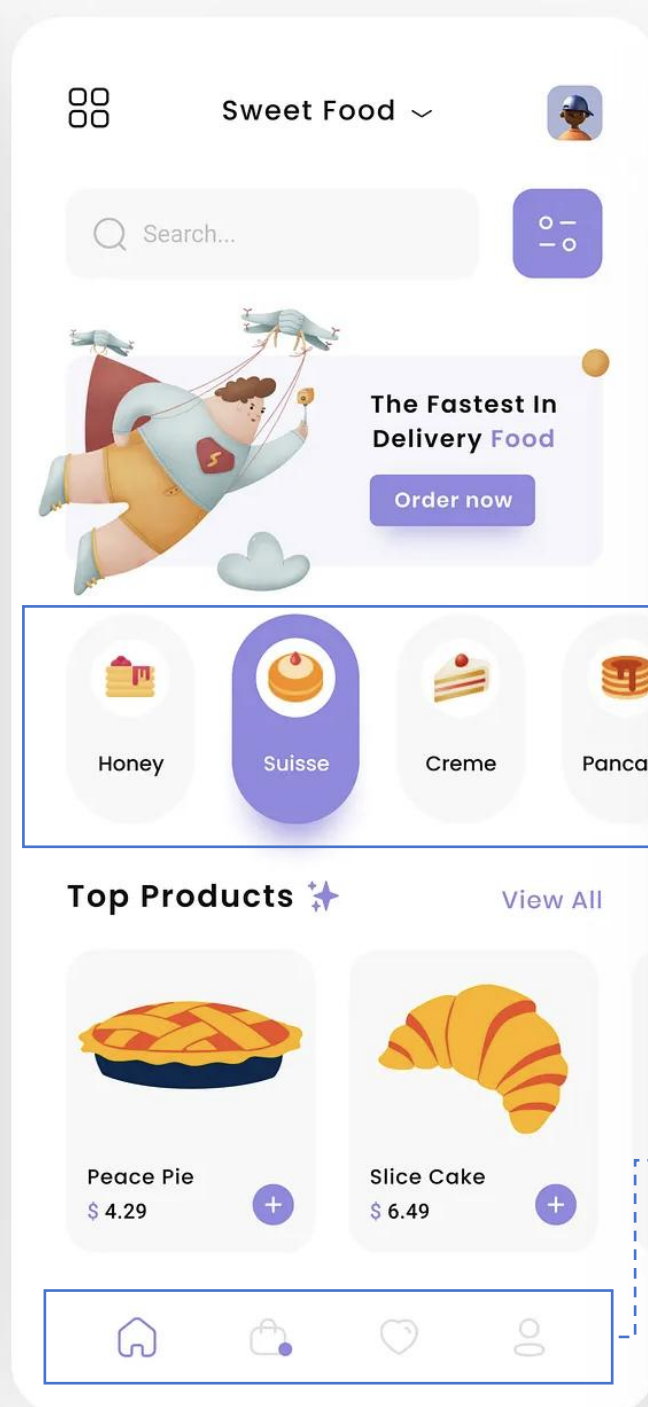 Sweet Food
Search...
The Fastest In
Delivery Food
Order now
Honey
Suisse
Creme
Panca
Top Products
View All
Peace Pie
$ 4.29
Slice Cake
$ 6.49